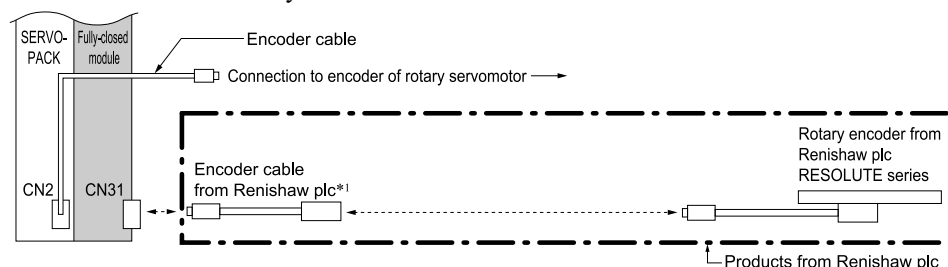 SERVO-
PACK
Fully-closed
module
Encoder cable
Connection to encoder of rotary servomotor
CN2
CN31
Encoder cable
from Renishaw plc*1
Rotary encoder from
Renishaw plc
RESOLUTE series
Products from Renishaw plc